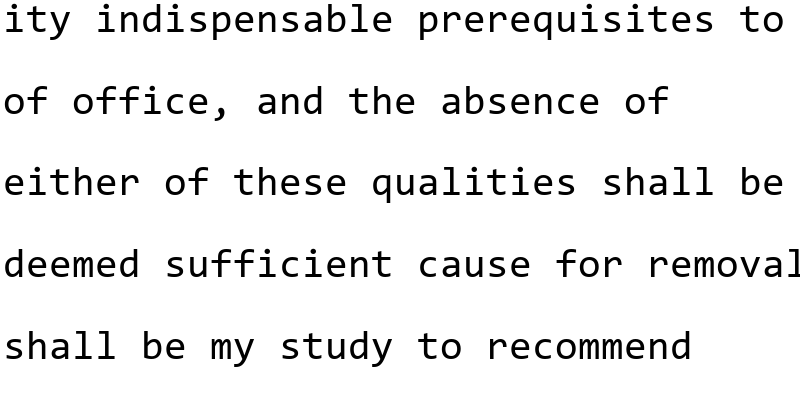 ity indispensable prerequisites to
of office, and the absence of
either of these qualities shall be
deemed sufficient cause for removal
shall be my study to recommend